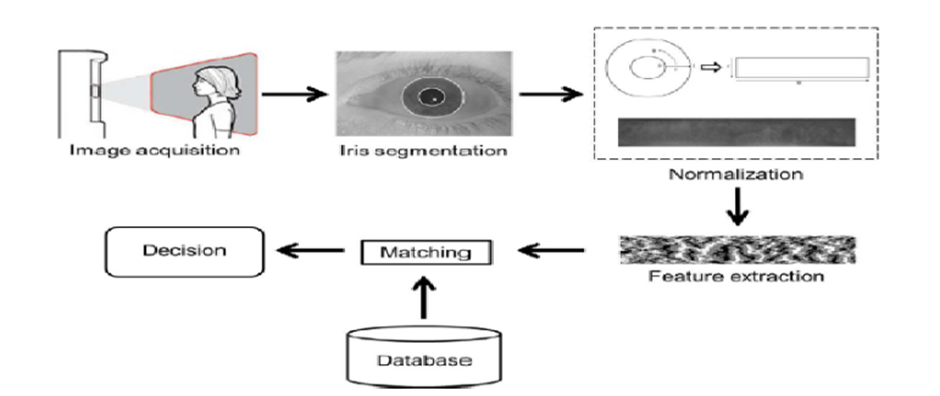 Image acquisition
Iris segmentation
Normalization
Feature extraction
Matching
Decision
Database